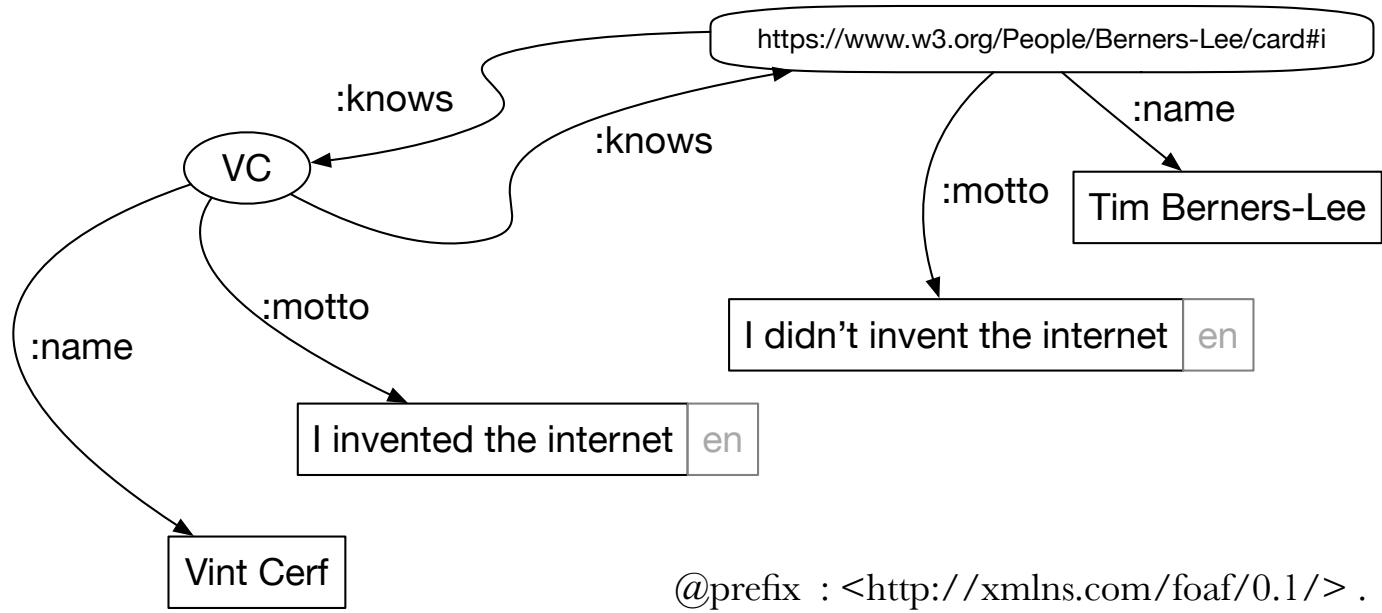 https://www.w3.org/People/Berners-Lee/card#i
:knows
:name
:knows
VC
:motto
Tim Berners-Lee
:motto
I didn’t invent the internet en
:name
I invented the internet en
Vint Cerf
@prefix : <http://xmlns.com/foaf/0.1/> .